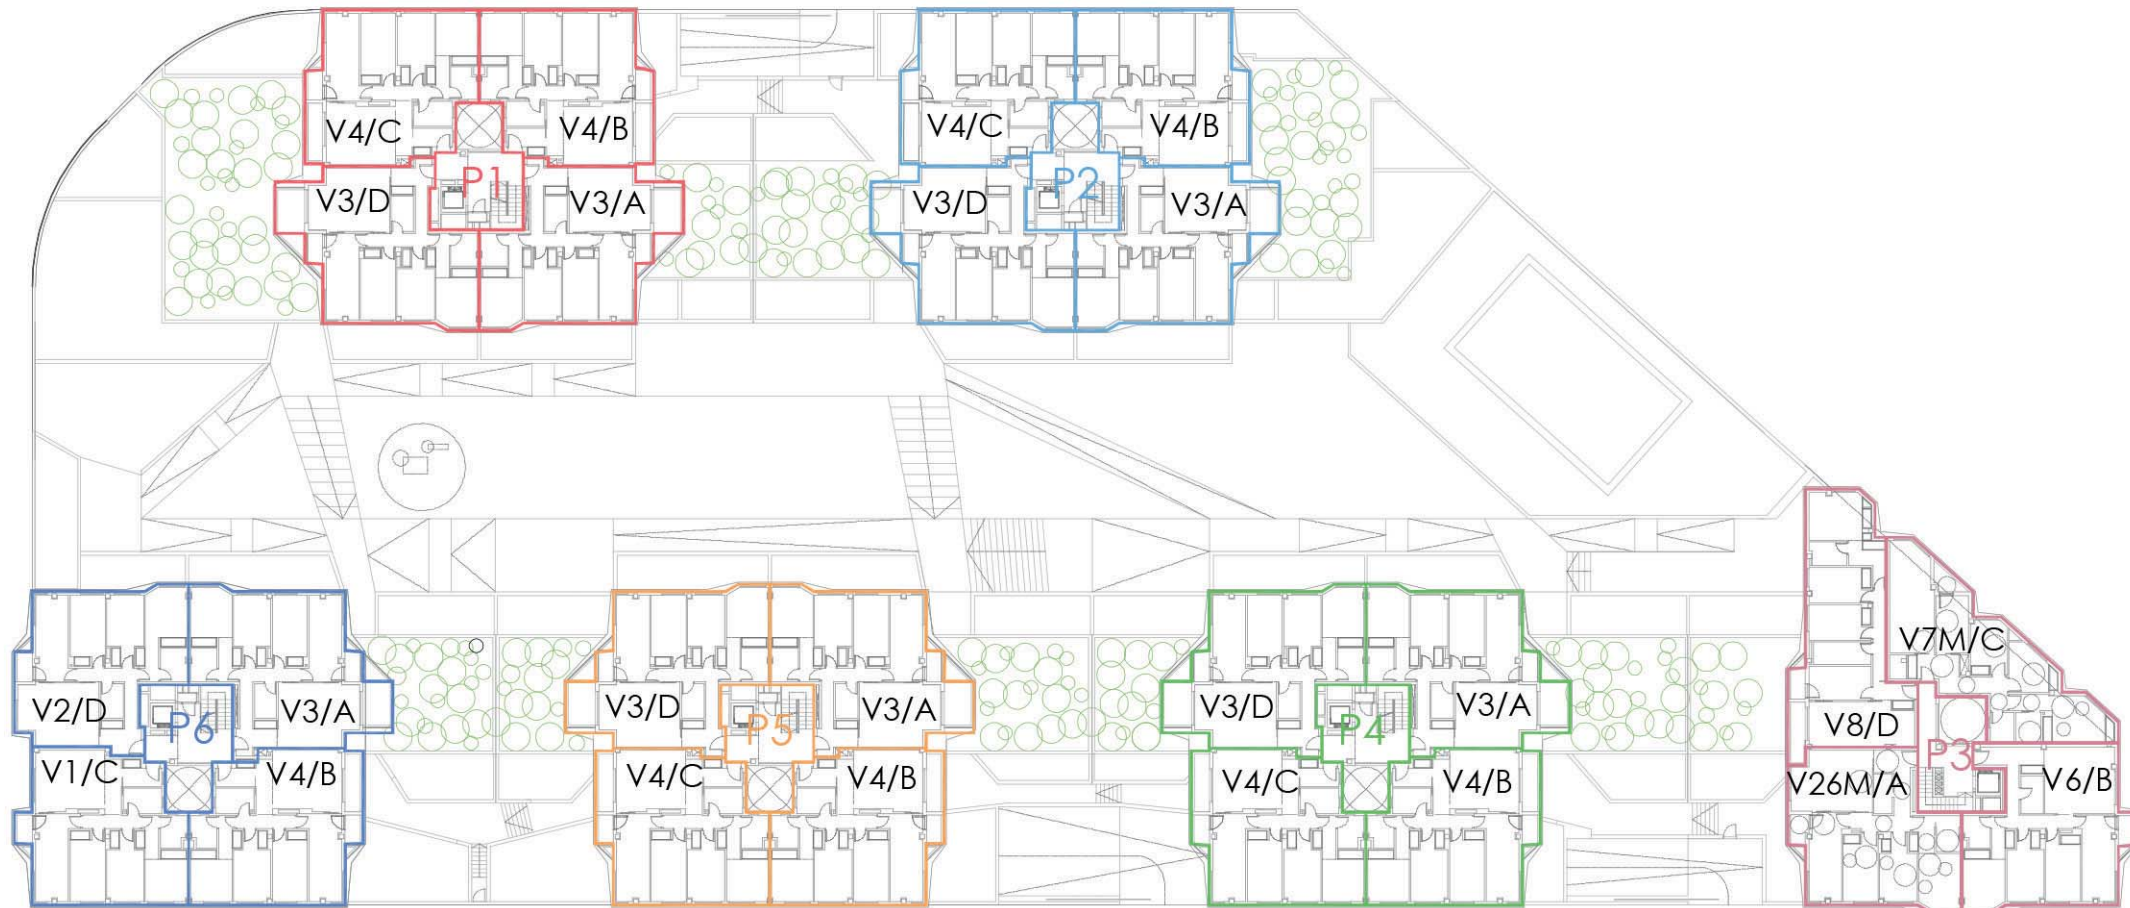 V4/C
V4/B
P1
V3/D
V3/A
V4/C
V4/B
P2
V3/D
V3/A
V2/D
P6
V3/A
V1/C
V4/B
V3/D
P5
V3/A
V4/C
V4/B
V3/D
P4
V3/A
V4/C
V4/B
V7M/C
V8/D
P3
V26M/A
V6/B